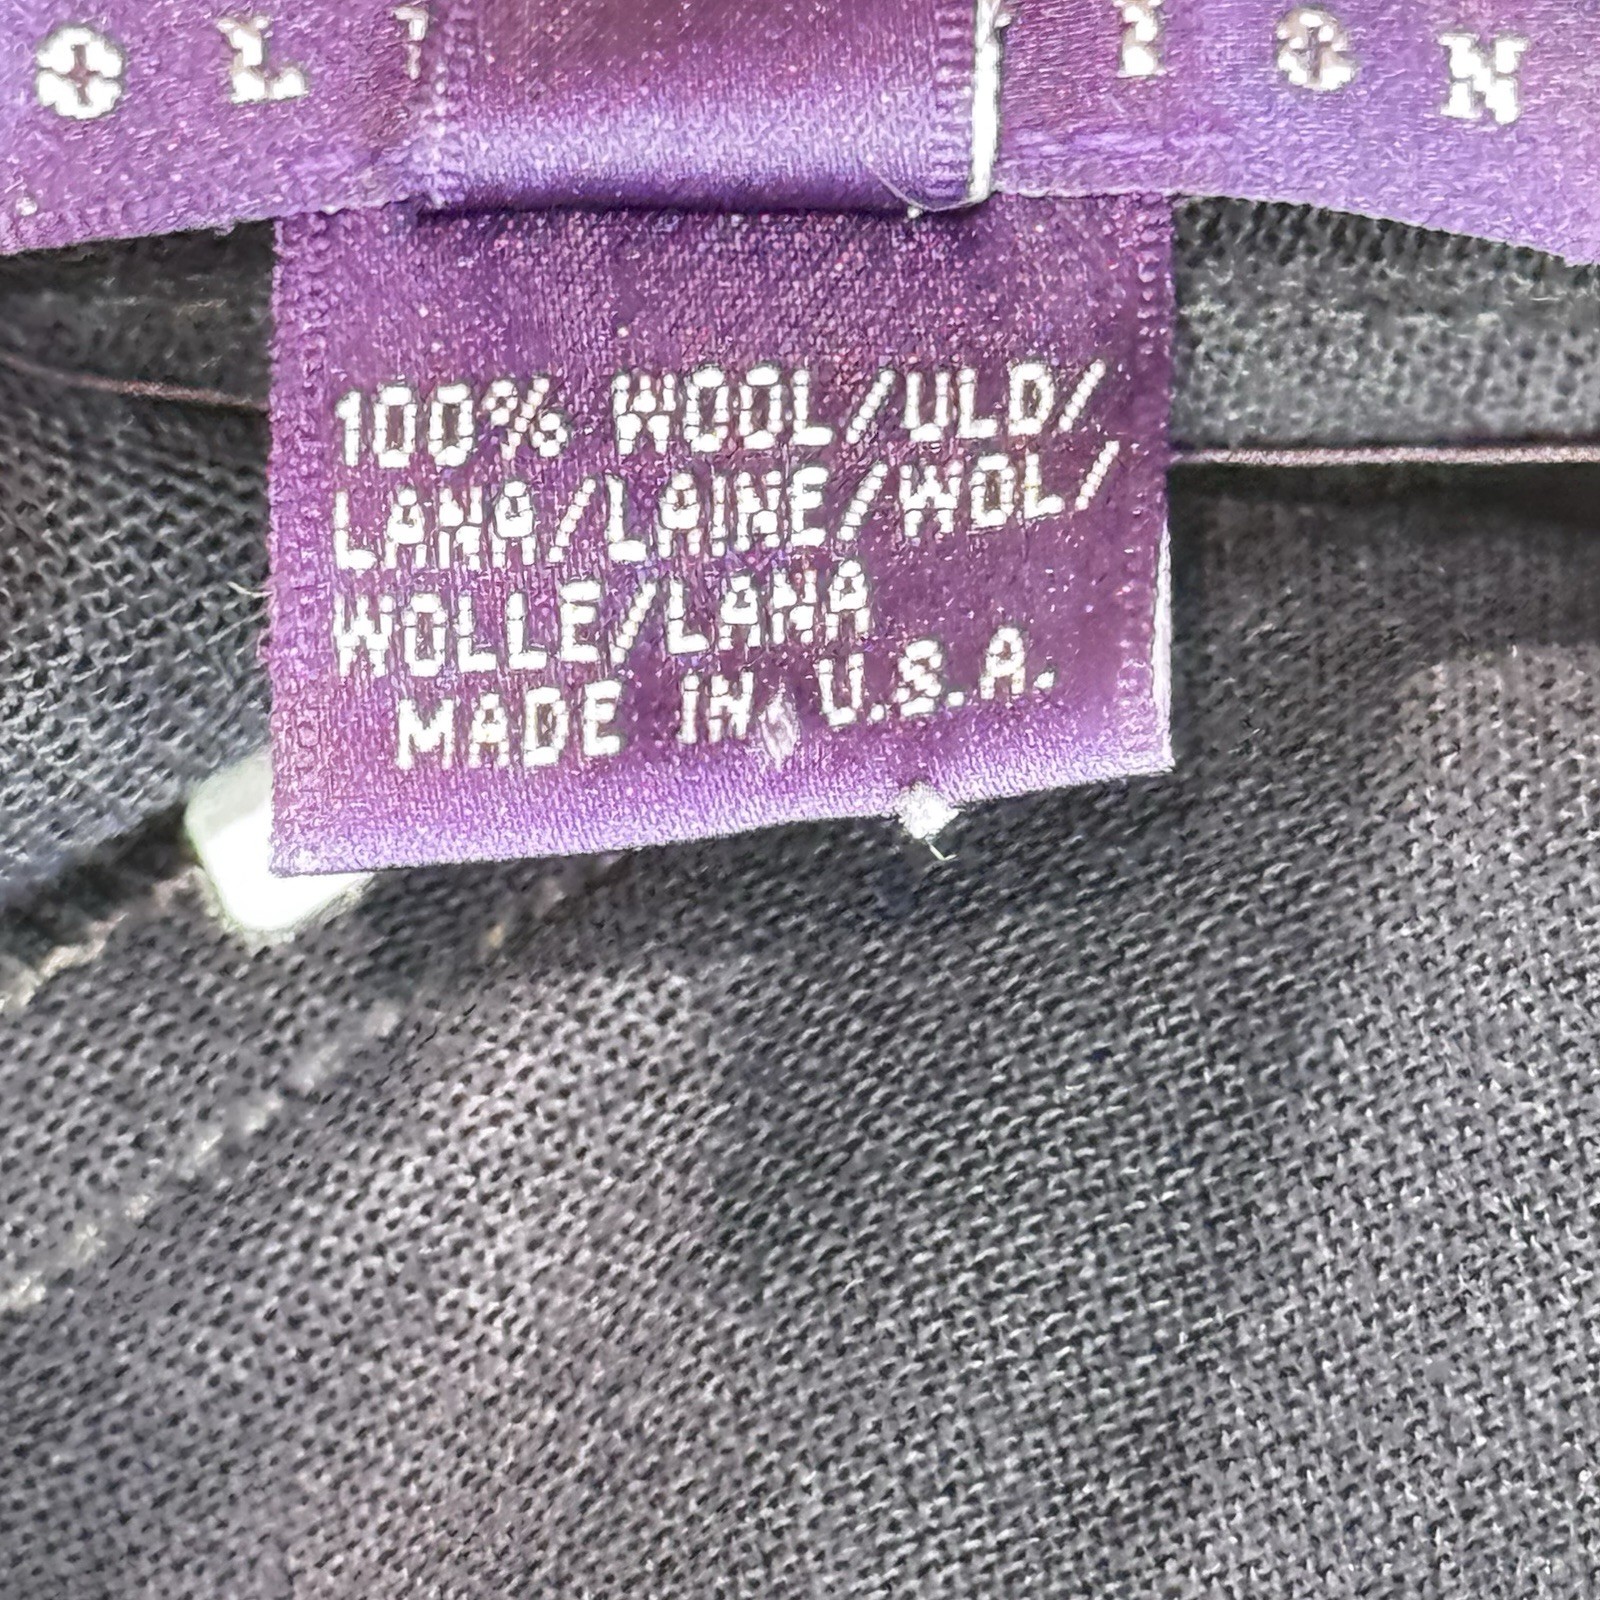 100% WOOL/ULD/
LANA/LAINE/WOL/
WOLLE/LANA
MADE IN U.S.A.